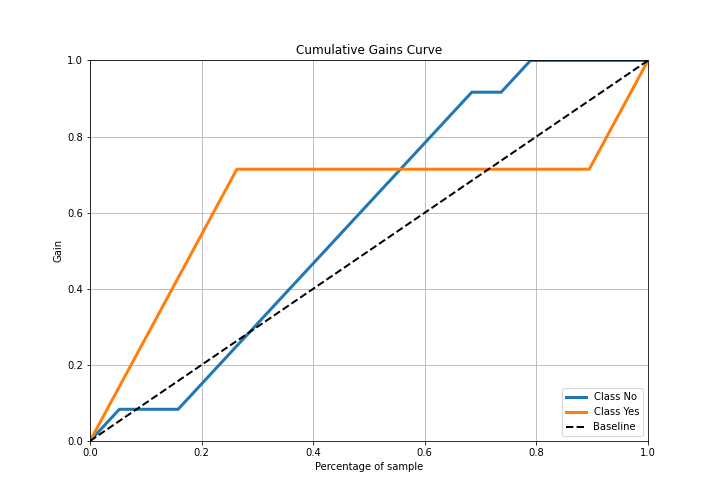 Cumulative Gains Curve
1.0
0.8
0.6
0.4
0.2
0.0
Gain
0.0 0.2 0.4 0.6 0.8 1.0
Percentage of sample
Class No
Class Yes
Baseline